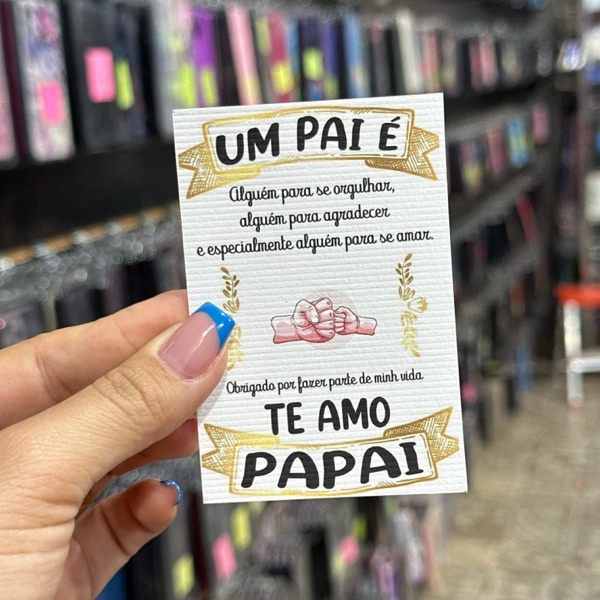 UM PAI É
Alguém para se orgulhar,
alguém para agradecer
e especialmente alguém para se amar.
Obrigado por fazer parte de minh vida
TE AMO
PAPAI